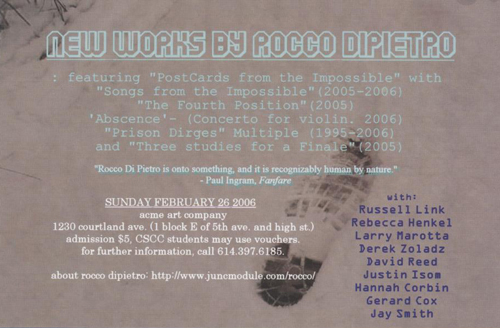 NEW WORKS BY ROCCO DIPIETRO
: featuring "PostCards from the Impossible" with
"Songs from the Impossible"(2005-2006)
"The Fourth Position"(2005)
'Abscence'- (Concerto for violin. 2006)
"Prison Dirges" Multiple (1995-2006)
and "Three studies for a Finale"(2005)
"Rocco Di Pietro is onto something, and it is recognizably human by nature."
- Paul Ingram, Fanfare
SUNDAY FEBRUARY 26 2006
acme art company
1230 courtland ave. (1 block E of 5th ave. and high st.)
admission $5, CSCC students may use vouchers.
for further information, call 614.397.6185.
about rocco dipietro: http://www.juncmodule.com/rocco/
with:
Russell Link
Rebecca Henkel
Larry Marotta
Derek Zoladz
David Reed
Justin Isom
Hannah Corbin
Gerard Cox
Jay Smith